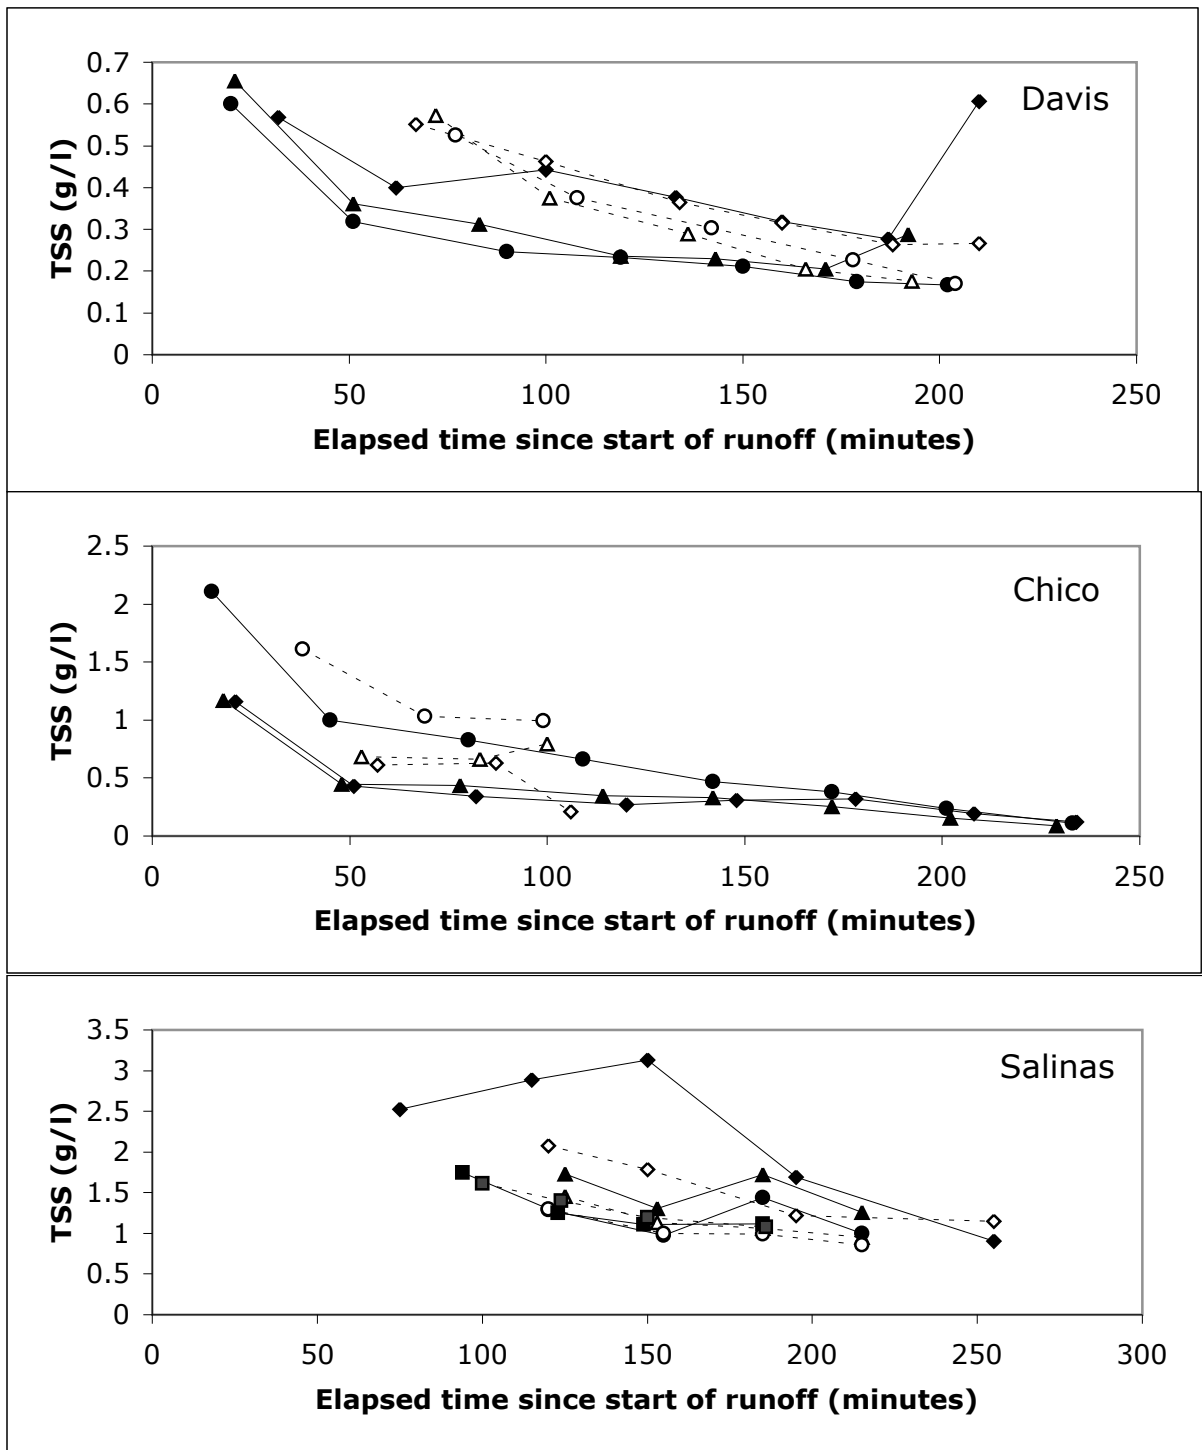 0.7
0.6
0.5
0.4
0.3
0.2
0.1
0
TSS (g/l)
Davis
0 50 100 150 200 250
Elapsed time since start of runoff (minutes)
2.5
2
1.5
1
0.5
0
TSS (g/l)
Chico
0 50 100 150 200 250
Elapsed time since start of runoff (minutes)
3.5
3
2.5
2
1.5
1
0.5
0
TSS (g/l)
Salinas
0 50 100 150 200 250 300
Elapsed time since start of runoff (minutes)